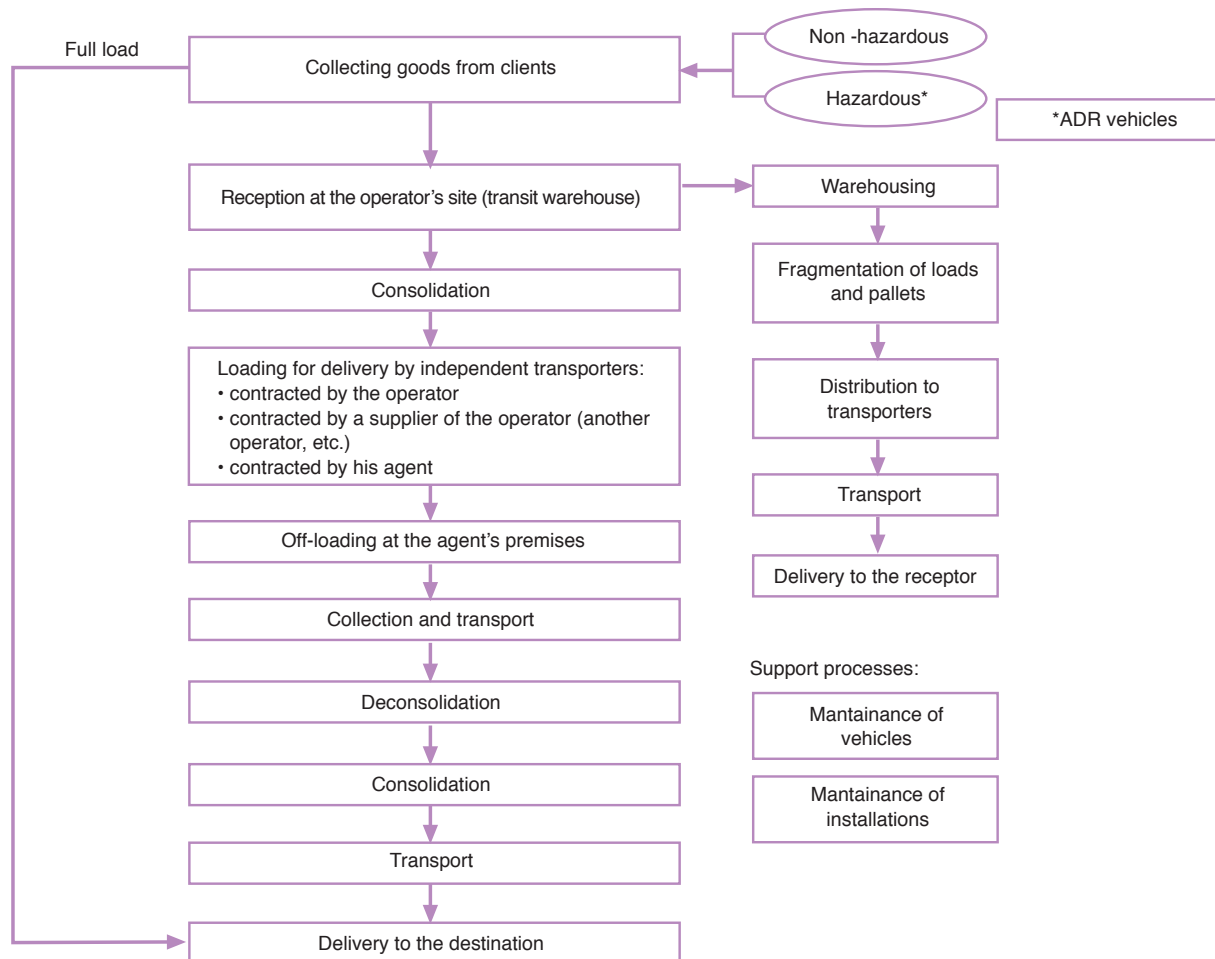 Full load
Collecting goods from clients
Non -hazardous
Hazardous*
*ADR vehicles
Reception at the operator's site (transit warehouse)
Warehousing
Consolidation
Fragmentation of loads
and pallets
Loading for delivery by independent transporters:
• contracted by the operator
• contracted by a supplier of the operator (another
operator, etc.)
• contracted by his agent
Distribution to
transporters
Transport
Off-loading at the agent's premises
Delivery to the receptor
Collection and transport
Support processes:
Deconsolidation
Mantainance of
vehicles
Consolidation
Mantainance of
installations
Transport
Delivery to the destination